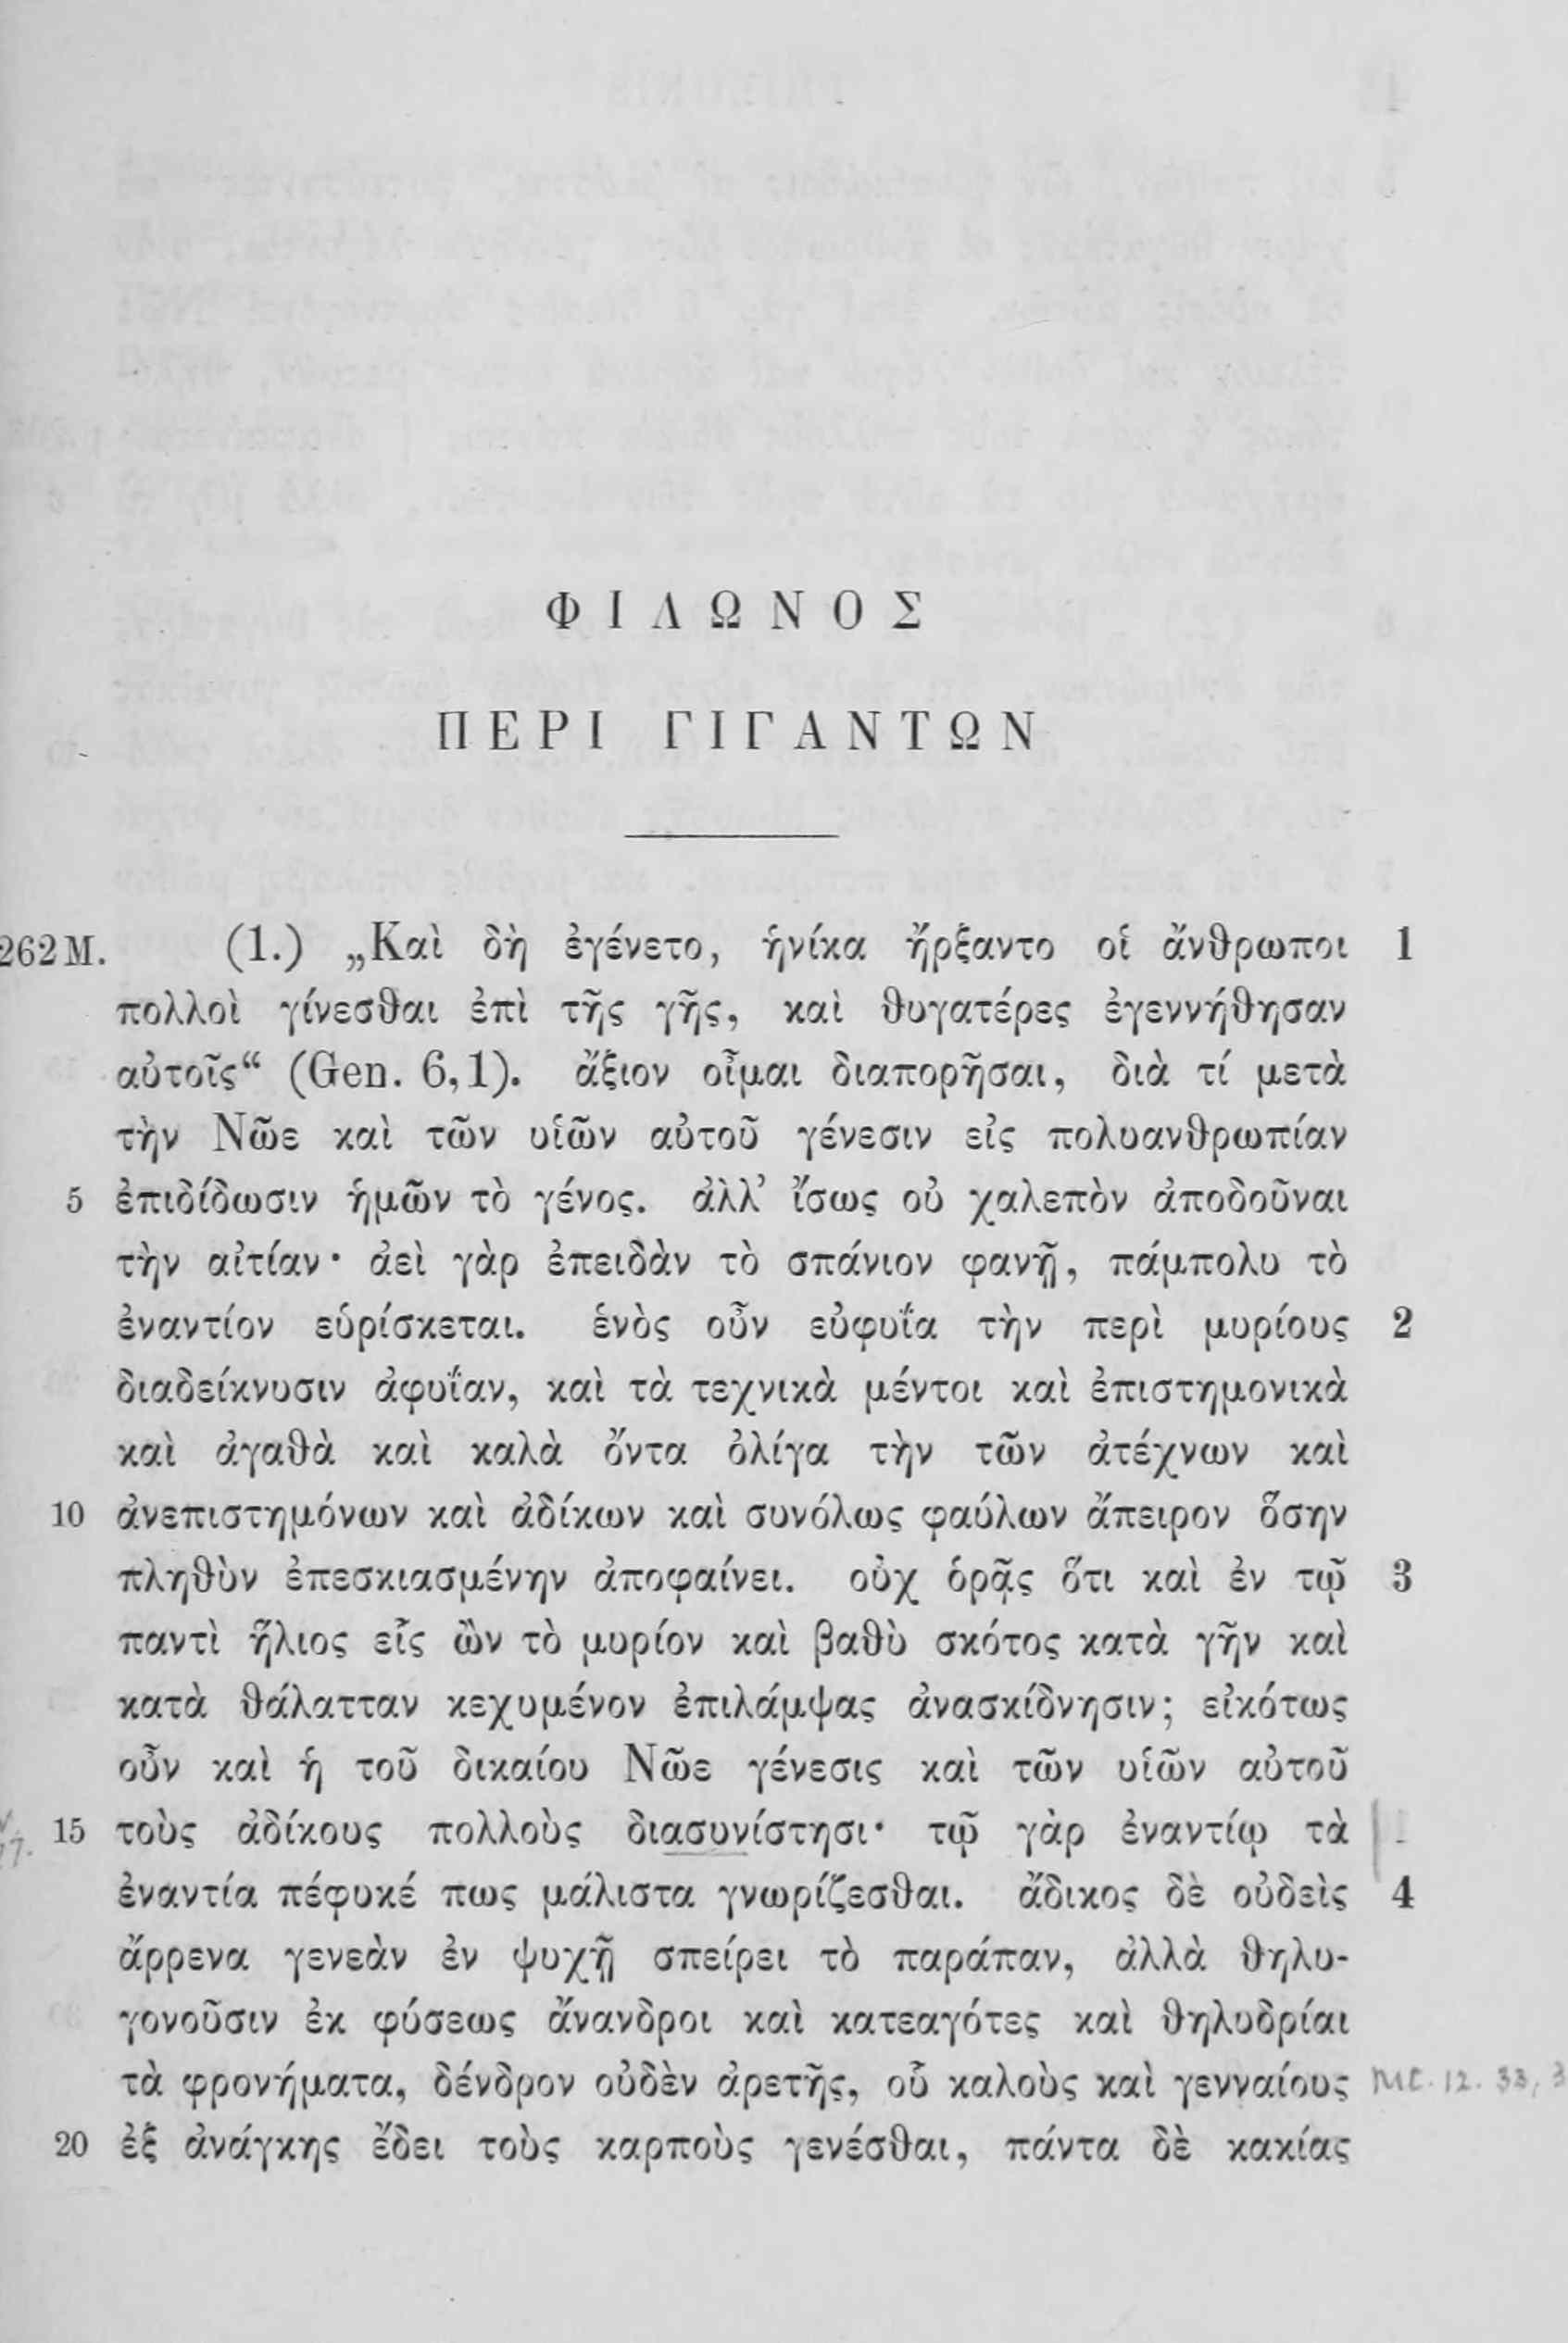 ΦΙΛΩΝΟΣ
ΠΕΡΙ ΓΙΓΑΝΤΩΝ
262 M. (1.) „Καὶ δὴ ἐγένετο, ἡνίκα ἤρξαντο οἱ ἄνθρωποι 1
πολλοὶ γίνεσθαι ἐπὶ τῆς γῆς, καὶ θυγατέρες ἐγεννήθησαν
αὐτοῖς“ (Gen. 6,1). ἄξιον οἶμαι διαπορῆσαι, διὰ τί μετὰ
τὴν Νῶε καὶ τῶν υἱῶν αὐτοῦ γένεσιν εἰς πολυανθρωπίαν
5 ἐπιδίδωσιν ἡμῶν τὸ γένος. ἀλλ’ ἴσως οὐ χαλεπὸν ἀποδοῦναι
τὴν αἰτίαν· ἀεὶ γὰρ ἐπειδὰν τὸ σπάνιον φανῇ, πάμπολυ τὸ
ἐναντίον εὑρίσκεται. ἑνὸς οὖν εὐφυΐα τὴν περὶ μυρίους 2
διαδείκνυσιν ἀφυΐαν, καὶ τὰ τεχνικὰ μέντοι καὶ ἐπιστημονικὰ
καὶ ἀγαθὰ καὶ καλὰ ὄντα ὀλίγα τὴν τῶν ἀτέχνων καὶ
10 ἀνεπιστημόνων καὶ ἀδίκων καὶ συνόλως φαύλων ἄπειρον ὅσην
πληθὺν ἐπεσκιασμένην ἀποφαίνει. οὐχ ὁρᾷς ὅτι καὶ ἐν τῷ 3
παντὶ ἥλιος εἷς ὢν τὸ μυρίον καὶ βαθὺ σκότος κατὰ γῆν καὶ
κατὰ θάλατταν κεχυμένον ἐπιλάμψας ἀνασκίδνησιν; εἰκότως
οὖν καὶ ἡ τοῦ δικαίου Νῶε γένεσις καὶ τῶν υἱῶν αὐτοῦ
15 τοὺς ἀδίκους πολλοὺς διασυνίστησι· τῷ γὰρ ἐναντίῳ τὰ
ἐναντία πέφυκέ πως μάλιστα γνωρίζεσθαι. ἄδικος δὲ οὐδεὶς 4
ἄρρενα γενεὰν ἐν ψυχῇ σπείρει τὸ παράπαν, ἀλλὰ θηλυ-
γονοῦσιν ἐκ φύσεως ἄνανδροι καὶ κατεαγότες καὶ θηλυδρίαι
τὰ φρονήματα, δένδρον οὐδὲν ἀρετῆς, οὗ καλοὺς καὶ γενναίους
20 ἐξ ἀνάγκης ἔδει τοὺς καρποὺς γενέσθαι, πάντα δὲ κακίας